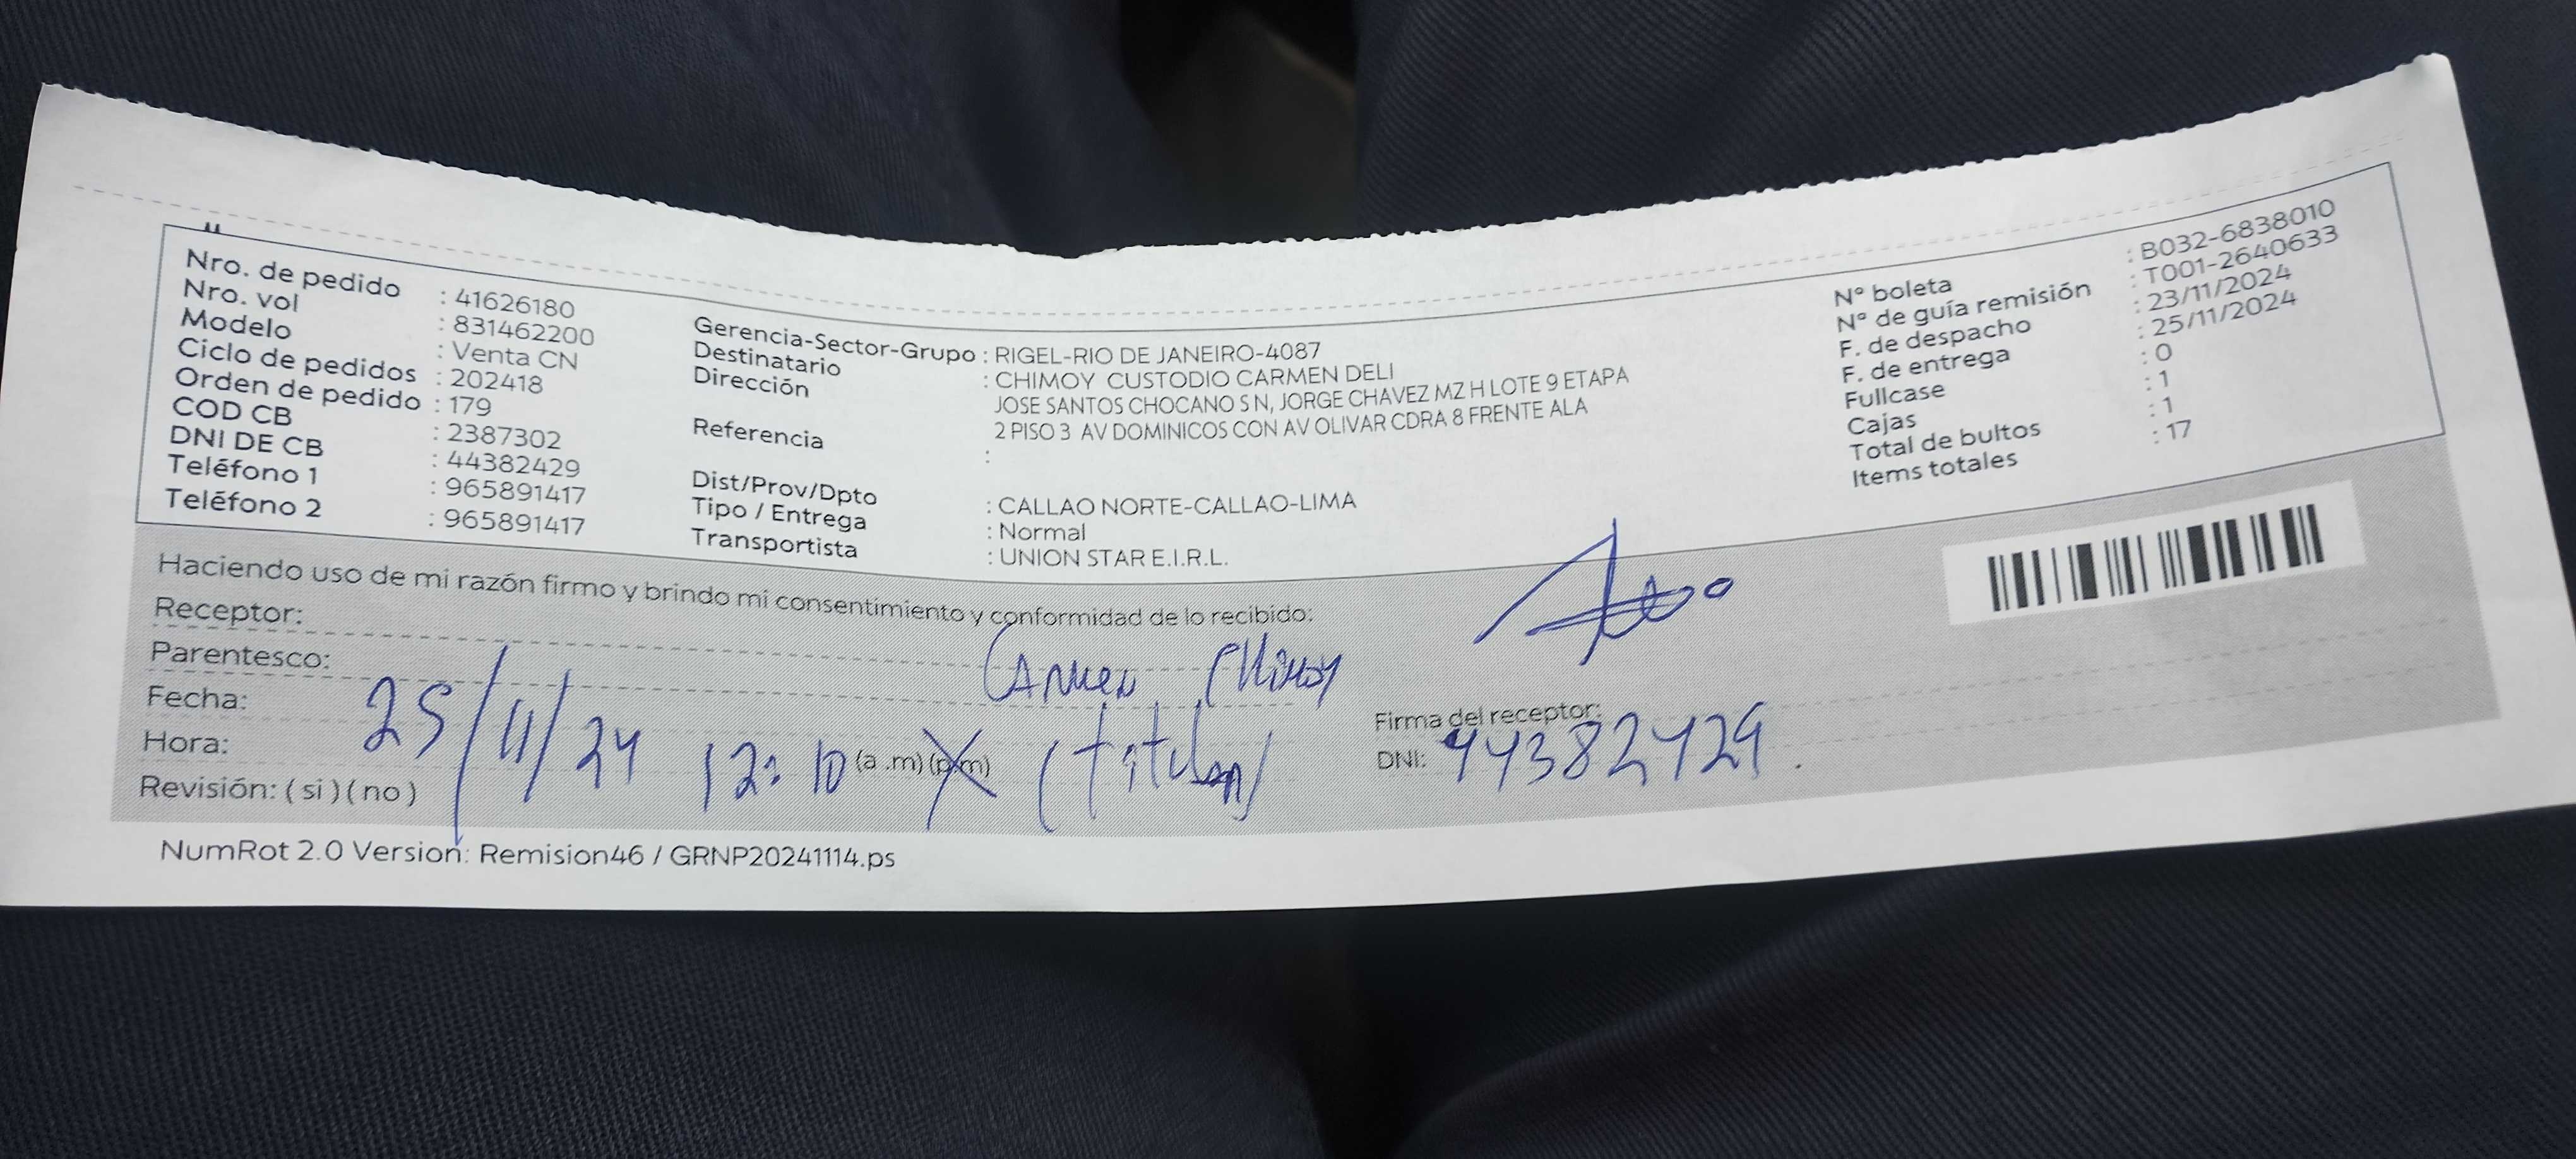 Nro. de pedido : 41626180
Nro. vol : 831462200
Modelo : Venta CN
Ciclo de pedidos : 202418
Orden de pedido : 179
COD CB : 2387302
DNI DE CB : 44382429
Teléfono 1 : 965891417
Teléfono 2 : 965891417
Gerencia-Sector-Grupo : RIGEL-RIO DE JANEIRO-4087
Destinatario : CHIMOY CUSTODIO CARMEN DELI
Dirección JOSE SANTOS CHOCANO S N, JORGE CHAVEZ MZ H LOTE 9 ETAPA
2 PISO 3 AV DOMINICOS CON AV OLIVAR CDRA 8 FRENTE ALA
Referencia :
Dist/Prov/Dpto : CALLAO NORTE-CALLAO-LIMA
Tipo / Entrega : Normal
Transportista : UNION STAR E.I.R.L.
N° boleta : B032-6838010
N° de guía remisión : T001-2640633
F. de despacho : 23/11/2024
F. de entrega : 25/11/2024
Fullcase : 0
Cajas : 1
Total de bultos : 1
Items totales : 17
Haciendo uso de mi razón firmo y brindo mi consentimiento y conformidad de lo recibido:
Receptor: Carmen Chimoy
Parentesco: (titular)
Fecha: 25/11/24
Hora: 12:10 (a.m) (p.m)
Revisión: ( si ) ( no )
Firma del receptor:
DNI: 44382429.
NumRot 2.0 Version: Remision46 / GRNP20241114.ps